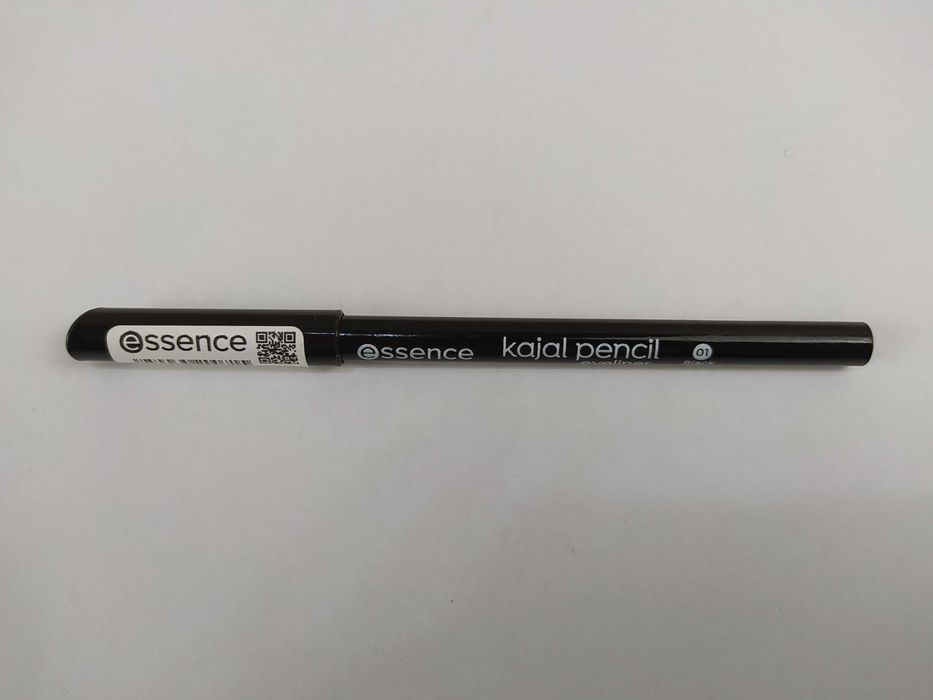 essence
essence
kajal pencil
eyeliner
01
Black